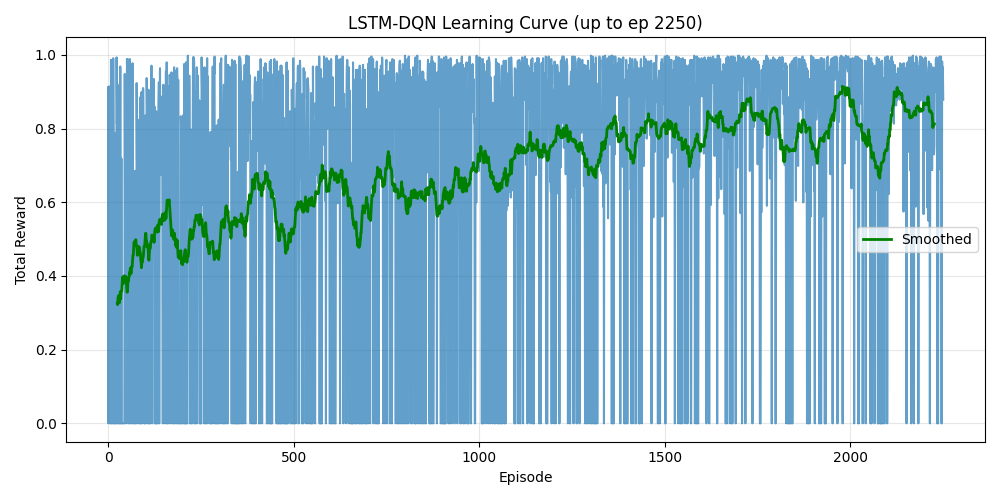 LSTM-DQN Learning Curve (up to ep 2250)
Total Reward
1.0
0.8
0.6
0.4
0.2
0.0
Smoothed
0 500 1000 1500 2000
Episode